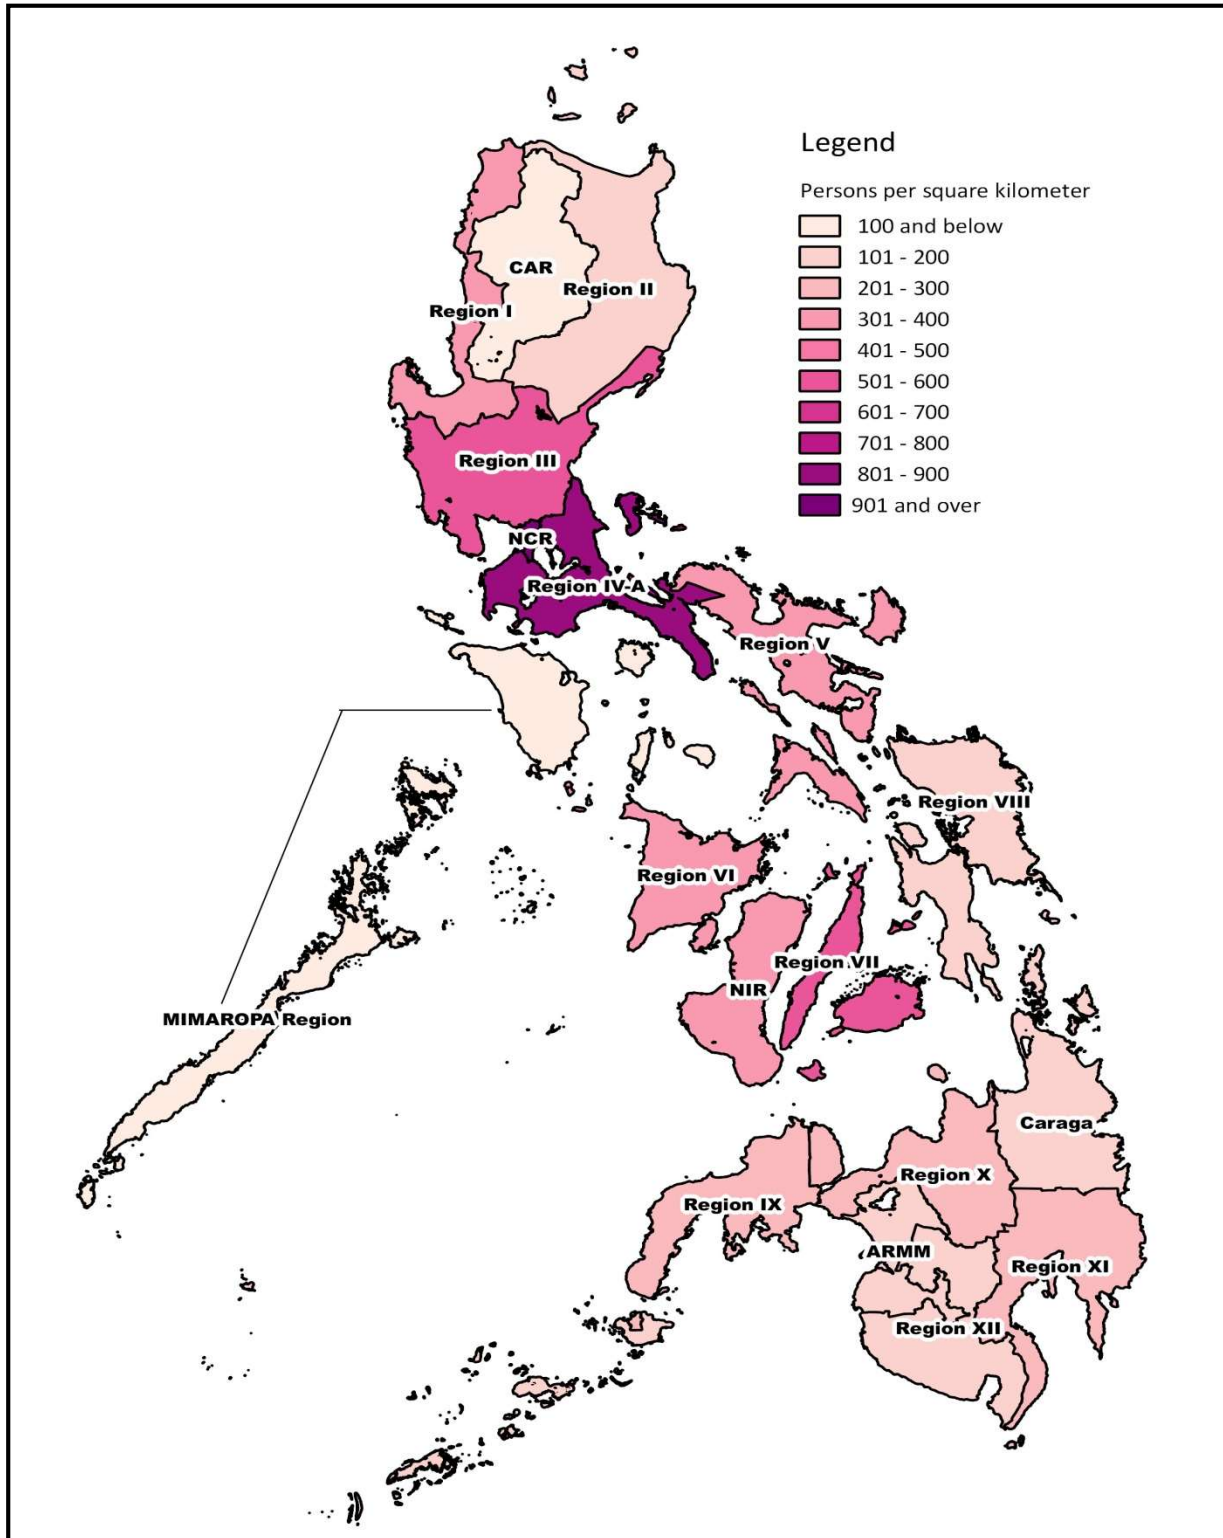 Legend
Persons per square kilometer
100 and below
101 - 200
201 - 300
301 - 400
401 - 500
501 - 600
601 - 700
701 - 800
801 - 900
901 and over
CAR
Region II
Region I
Region III
NCR
Region IV-A
Region V
Region VIII
Region VI
Region VII
NIR
MIMAROPA Region
Caraga
Region X
Region IX
ARMM
Region XI
Region XII